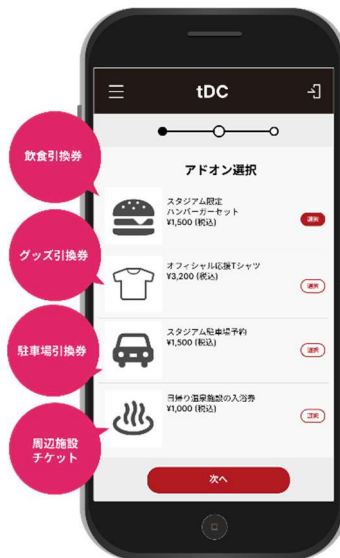 tDC
アドオン選択
飲食引換券
スタジアム限定
ハンバーガーセット
¥1,500 (税込)
選択
グッズ引換券
オフィシャル応援Tシャツ
¥3,200 (税込)
選択
駐車場引換券
スタジアム駐車場予約
¥1,500 (税込)
選択
周辺施設
チケット
日帰り温泉施設の入浴券
¥1,000 (税込)
選択
次へ